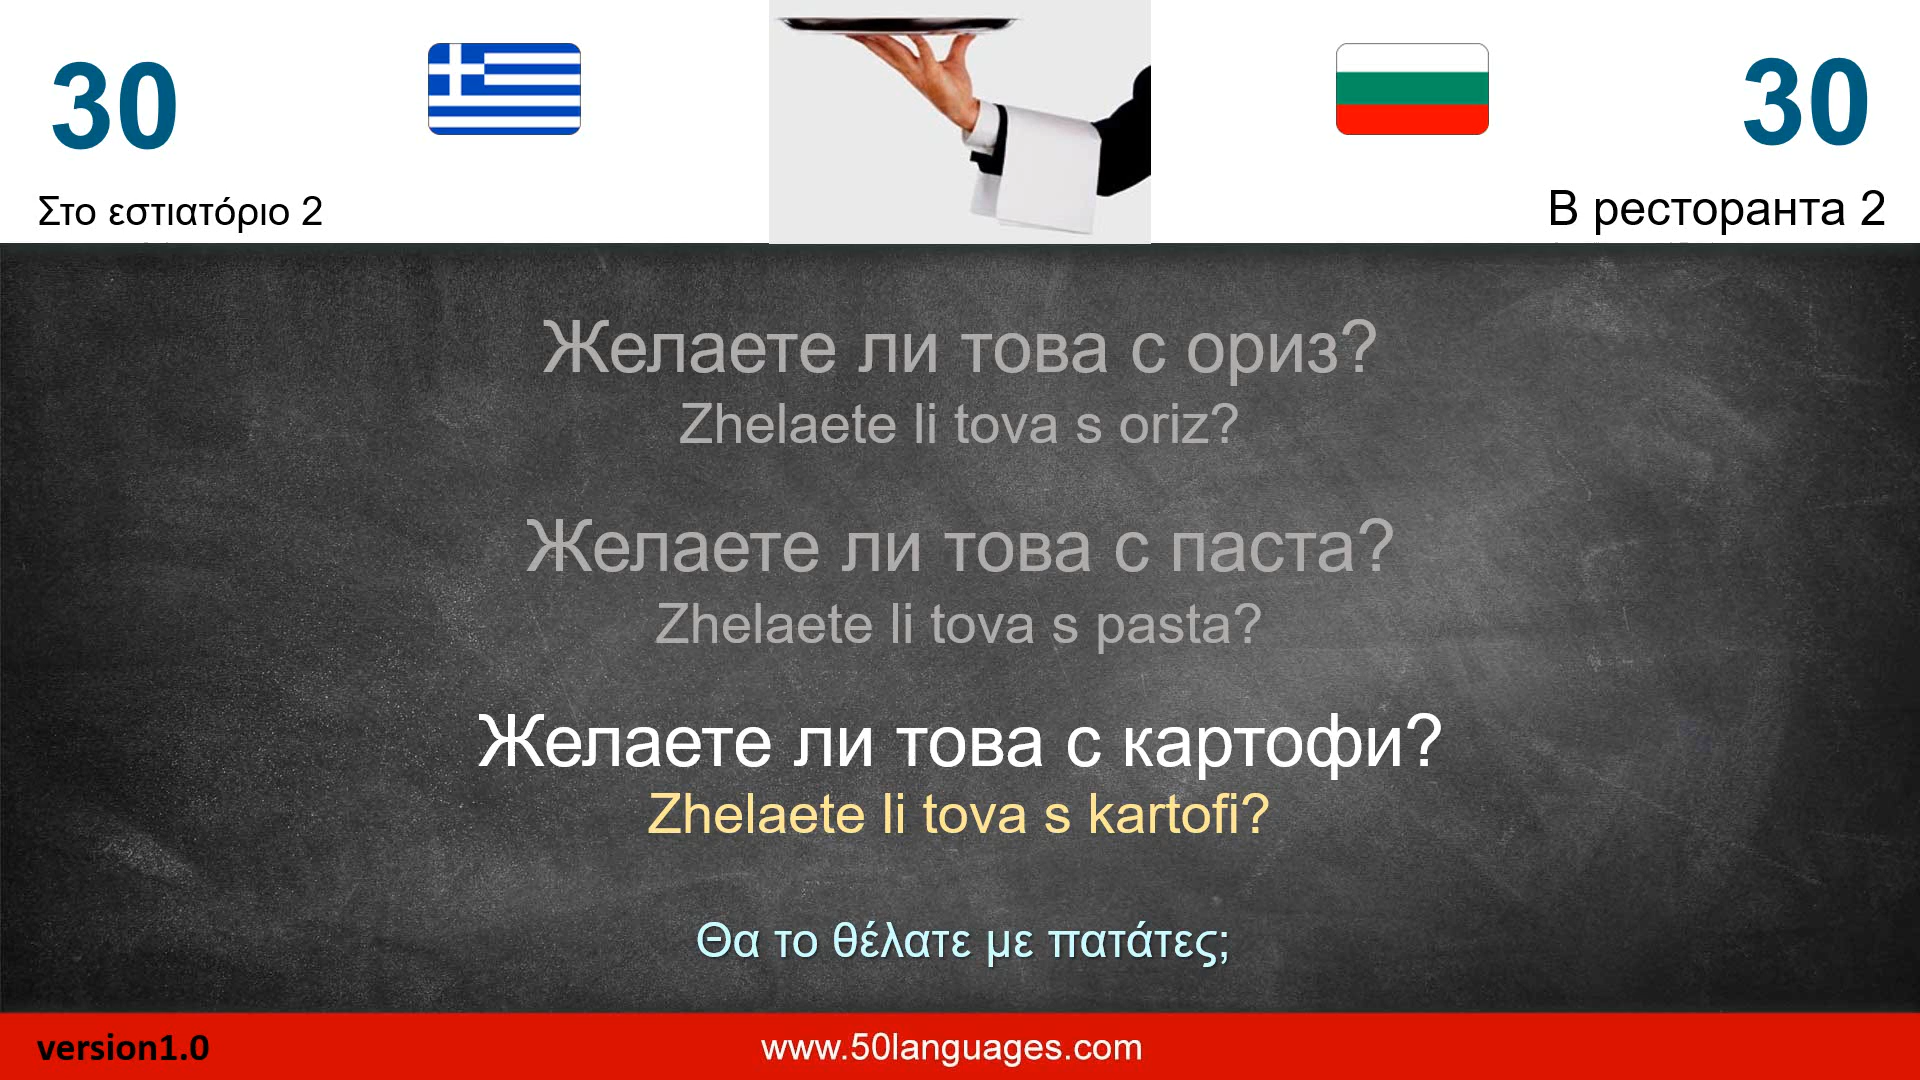 30
30
Στο εστιατόριο 2
В ресторанта 2
Желаете ли това с ориз?
Zhelaete li tova s oriz?
Желаете ли това с паста?
Zhelaete li tova s pasta?
Желаете ли това с картофи?
Zhelaete li tova s kartofi?
Θα το θέλατε με πατάτες;
version1.0
www.50languages.com